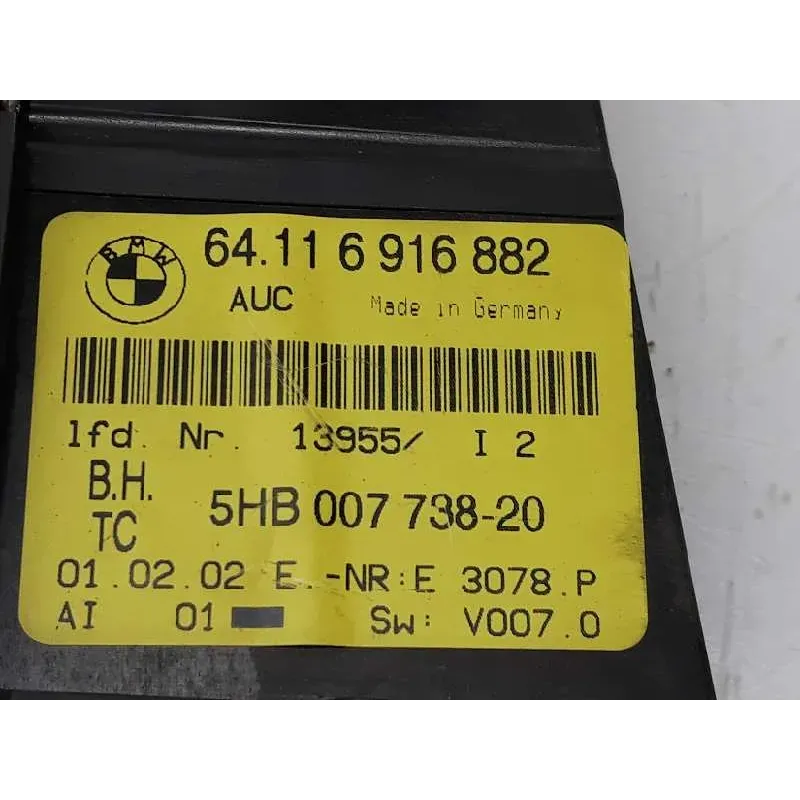 BMW
64.11 6 916 882
AUC Made in Germany
lfd. Nr. 13955/ I 2
B.H.
TC 5HB 007 738-20
01.02.02 E.-NR:E 3078.P
AI 01 Sw: V007.0